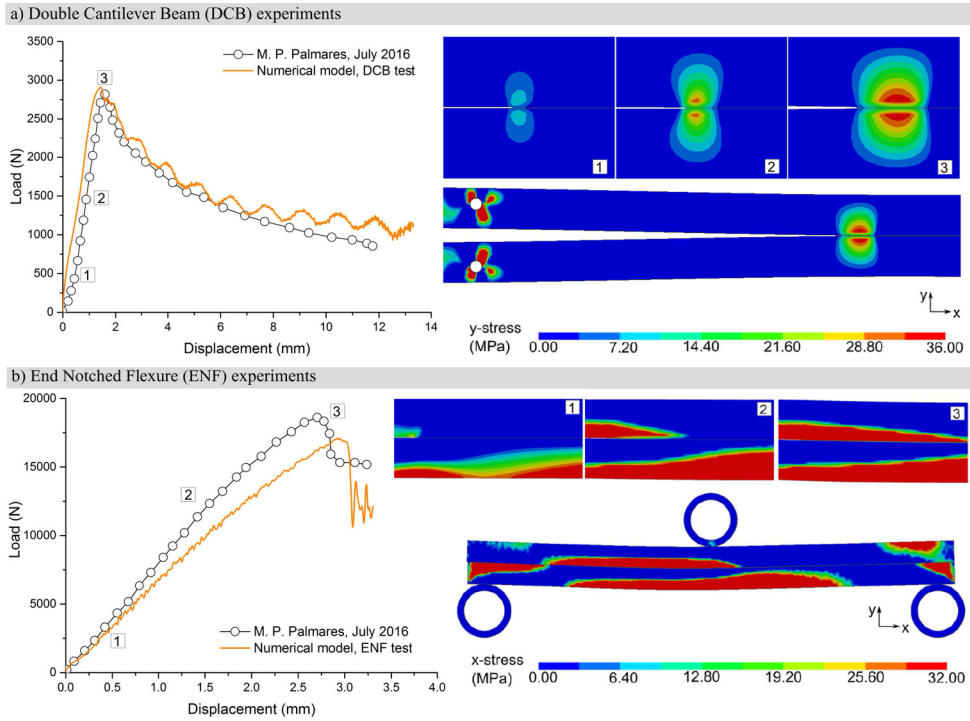 a) Double Cantilever Beam (DCB) experiments
3500
3000
2500
2000
1500
1000
500
0
Load (N)
0 2 4 6 8 10 12 14
Displacement (mm)
M. P. Palmares, July 2016
Numerical model, DCB test
3
2
1
1
2
3
y
x
y-stress
(MPa)
0.00 7.20 14.40 21.60 28.80 36.00
b) End Notched Flexure (ENF) experiments
20000
15000
10000
5000
0
Load (N)
0.0 0.5 1.0 1.5 2.0 2.5 3.0 3.5 4.0
Displacement (mm)
3
2
1
M. P. Palmares, July 2016
Numerical model, ENF test
1
2
3
y
x
x-stress
(MPa)
0.00 6.40 12.80 19.20 25.60 32.00